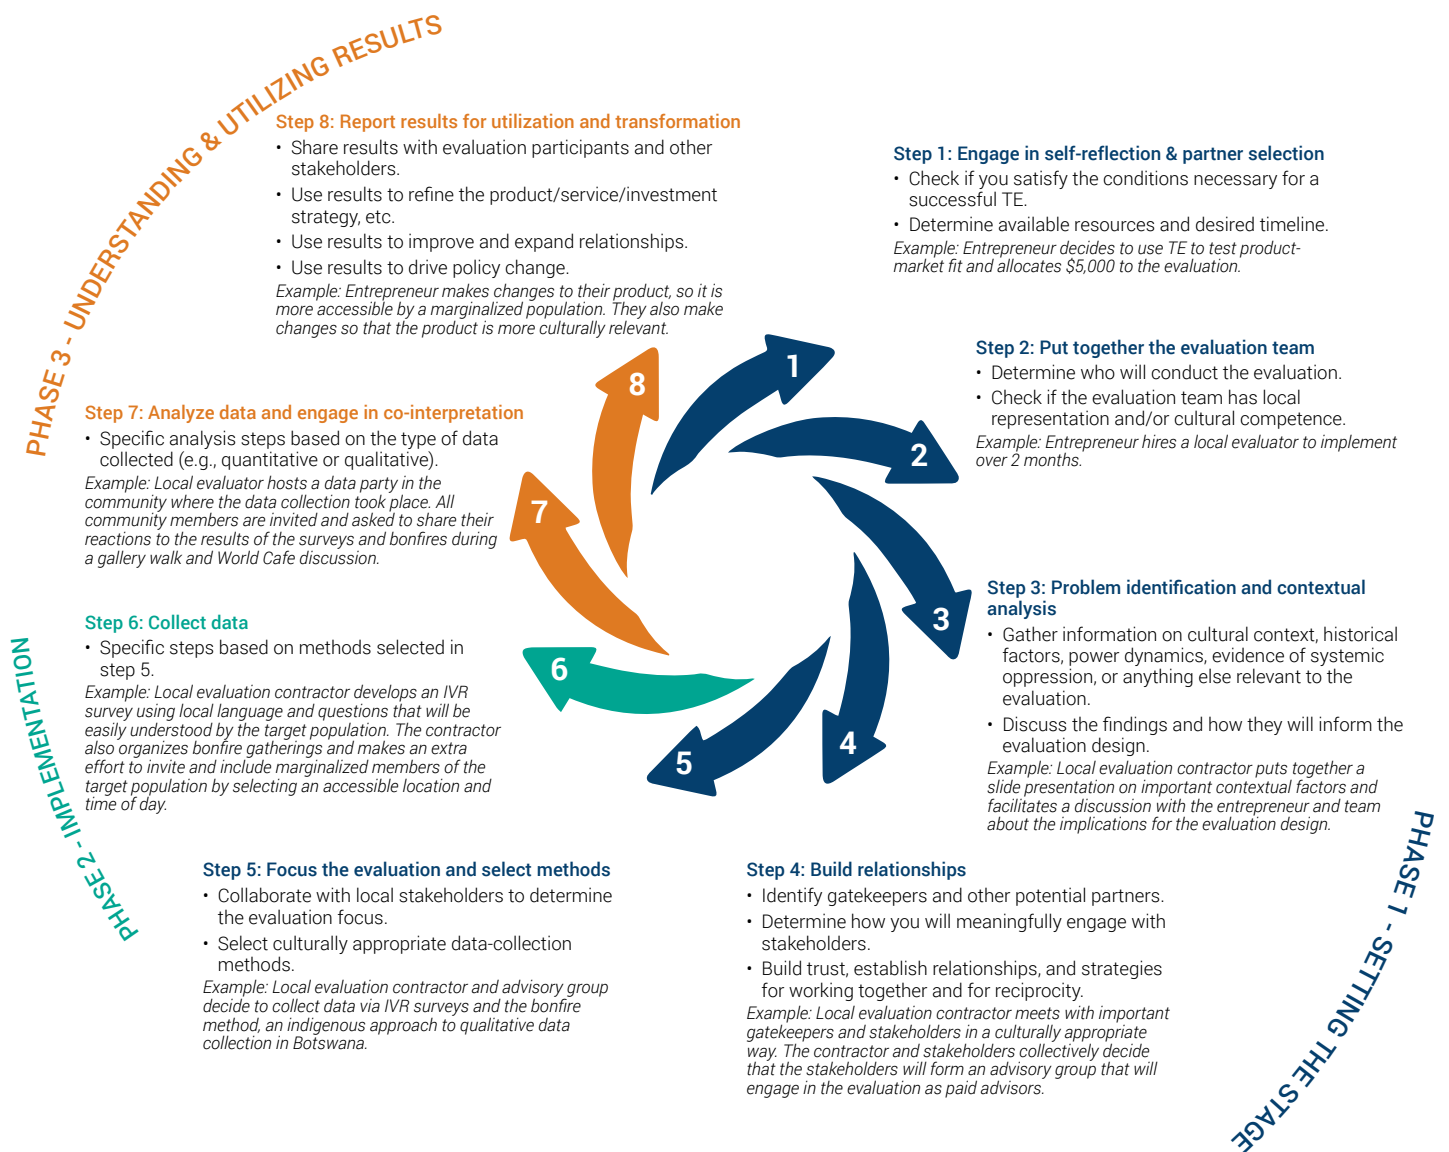 PHASE 1 - SETTING THE STAGE
Step 1: Engage in self-reflection & partner selection
• Check if you satisfy the conditions necessary for a
successful TE.
• Determine available resources and desired timeline.
Example: Entrepreneur decides to use TE to test product-
market fit and allocates $5,000 to the evaluation.
Step 2: Put together the evaluation team
• Determine who will conduct the evaluation.
• Check if the evaluation team has local
representation and/or cultural competence.
Example: Entrepreneur hires a local evaluator to implement
over 2 months.
Step 3: Problem identification and contextual
analysis
• Gather information on cultural context, historical
factors, power dynamics, evidence of systemic
oppression, or anything else relevant to the
evaluation.
• Discuss the findings and how they will inform the
evaluation design.
Example: Local evaluation contractor puts together a
slide presentation on important contextual factors and
facilitates a discussion with the entrepreneur and team
about the implications for the evaluation design.
Step 4: Build relationships
• Identify gatekeepers and other potential partners.
• Determine how you will meaningfully engage with
stakeholders.
• Build trust, establish relationships, and strategies
for working together and for reciprocity.
Example: Local evaluation contractor meets with important
gatekeepers and stakeholders in a culturally appropriate
way. The contractor and stakeholders collectively decide
that the stakeholders will form an advisory group that will
engage in the evaluation as paid advisors.
Step 5: Focus the evaluation and select methods
• Collaborate with local stakeholders to determine
the evaluation focus.
• Select culturally appropriate data-collection
methods.
Example: Local evaluation contractor and advisory group
decide to collect data via IVR surveys and the bonfire
method, an indigenous approach to qualitative data
collection in Botswana.
PHASE 2 - IMPLEMENTATION
Step 6: Collect data
• Specific steps based on methods selected in
step 5.
Example: Local evaluation contractor develops an IVR
survey using local language and questions that will be
easily understood by the target population. The contractor
also organizes bonfire gatherings and makes an extra
effort to invite and include marginalized members of the
target population by selecting an accessible location and
time of day.
PHASE 3 - UNDERSTANDING & UTILIZING RESULTS
Step 7: Analyze data and engage in co-interpretation
• Specific analysis steps based on the type of data
collected (e.g., quantitative or qualitative).
Example: Local evaluator hosts a data party in the
community where the data collection took place. All
community members are invited and asked to share their
reactions to the results of the surveys and bonfires during
a gallery walk and World Cafe discussion.
Step 8: Report results for utilization and transformation
• Share results with evaluation participants and other
stakeholders.
• Use results to refine the product/service/investment
strategy, etc.
• Use results to improve and expand relationships.
• Use results to drive policy change.
Example: Entrepreneur makes changes to their product, so it is
more accessible by a marginalized population. They also make
changes so that the product is more culturally relevant.
1
2
3
4
5
6
7
8